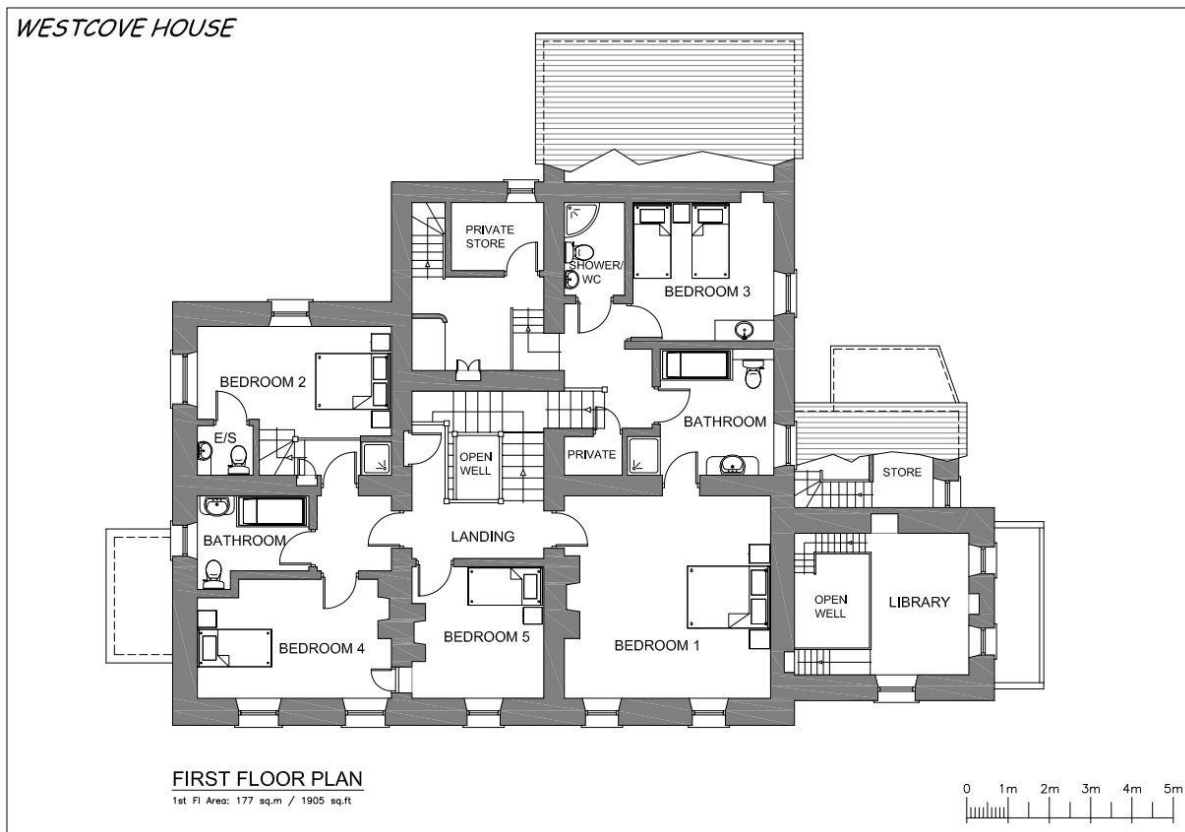 WESTCOVE HOUSE
PRIVATE
STORE
SHOWER/
WC
BEDROOM 3
BEDROOM 2
E/S
OPEN
WELL
PRIVATE
BATHROOM
STORE
BATHROOM
LANDING
OPEN
WELL
LIBRARY
BEDROOM 4
BEDROOM 5
BEDROOM 1
FIRST FLOOR PLAN
1st Fl Area: 177 sq.m / 1905 sq.ft
0 1m 2m 3m 4m 5m